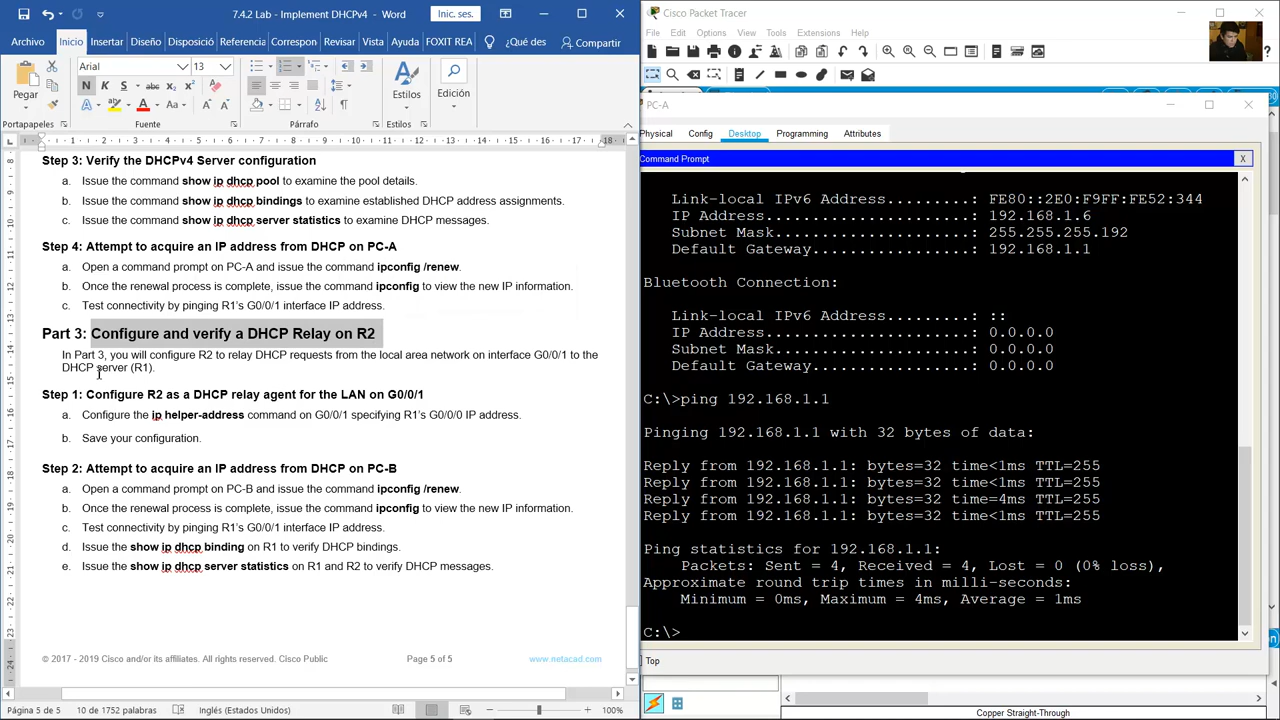 7.4.2 Lab - Implement DHCPv4 - Word
Inic. ses.
Archivo Inicio Insertar Disposición Referencia Correspon Revisar Vista Ayuda FOXIT REA ¿Qué des Compartir
Arial 13
Pegar
Estilos
Edición
Portapapeles Fuente Párrafo Estilos
Step 3: Verify the DHCPv4 Server configuration
a. Issue the command show ip dhcp pool to examine the pool details.
b. Issue the command show ip dhcp bindings to examine established DHCP address assignments.
c. Issue the command show ip dhcp server statistics to examine DHCP messages.
Step 4: Attempt to acquire an IP address from DHCP on PC-A
a. Open a command prompt on PC-A and issue the command ipconfig /renew.
b. Once the renewal process is complete, issue the command ipconfig to view the new IP information.
c. Test connectivity by pinging R1's G0/0/1 interface IP address.
Part 3: Configure and verify a DHCP Relay on R2
In Part 3, you will configure R2 to relay DHCP requests from the local area network on interface G0/0/1 to the
DHCP server (R1).
Step 1: Configure R2 as a DHCP relay agent for the LAN on G0/0/1
a. Configure the ip helper-address command on G0/0/1 specifying R1's G0/0/0 IP address.
b. Save your configuration.
Step 2: Attempt to acquire an IP address from DHCP on PC-B
a. Open a command prompt on PC-B and issue the command ipconfig /renew.
b. Once the renewal process is complete, issue the command ipconfig to view the new IP information.
c. Test connectivity by pinging R1's G0/0/1 interface IP address.
d. Issue the show ip dhcp binding on R1 to verify DHCP bindings.
e. Issue the show ip dhcp server statistics on R1 and R2 to verify DHCP messages.
© 2017 - 2019 Cisco and/or its affiliates. All rights reserved. Cisco Public Page 5 of 5 www.netacad.com
Página 5 de 5 10 de 1752 palabras Inglés (Estados Unidos) 100%
Cisco Packet Tracer
File Edit Options View Tools Extensions Help
PC-A
Physical Config Desktop Programming Attributes
Command Prompt X
Link-local IPv6 Address.........: FE80::2E0:F9FF:FE52:344
IP Address......................: 192.168.1.6
Subnet Mask.....................: 255.255.255.192
Default Gateway.................: 192.168.1.1
Bluetooth Connection:
Link-local IPv6 Address.........: ::
IP Address......................: 0.0.0.0
Subnet Mask.....................: 0.0.0.0
Default Gateway.................: 0.0.0.0
C:\>ping 192.168.1.1
Pinging 192.168.1.1 with 32 bytes of data:
Reply from 192.168.1.1: bytes=32 time<1ms TTL=255
Reply from 192.168.1.1: bytes=32 time<1ms TTL=255
Reply from 192.168.1.1: bytes=32 time=4ms TTL=255
Reply from 192.168.1.1: bytes=32 time<1ms TTL=255
Ping statistics for 192.168.1.1:
Packets: Sent = 4, Received = 4, Lost = 0 (0% loss),
Approximate round trip times in milli-seconds:
Minimum = 0ms, Maximum = 4ms, Average = 1ms
C:\>
Top
Copper Straight-Through